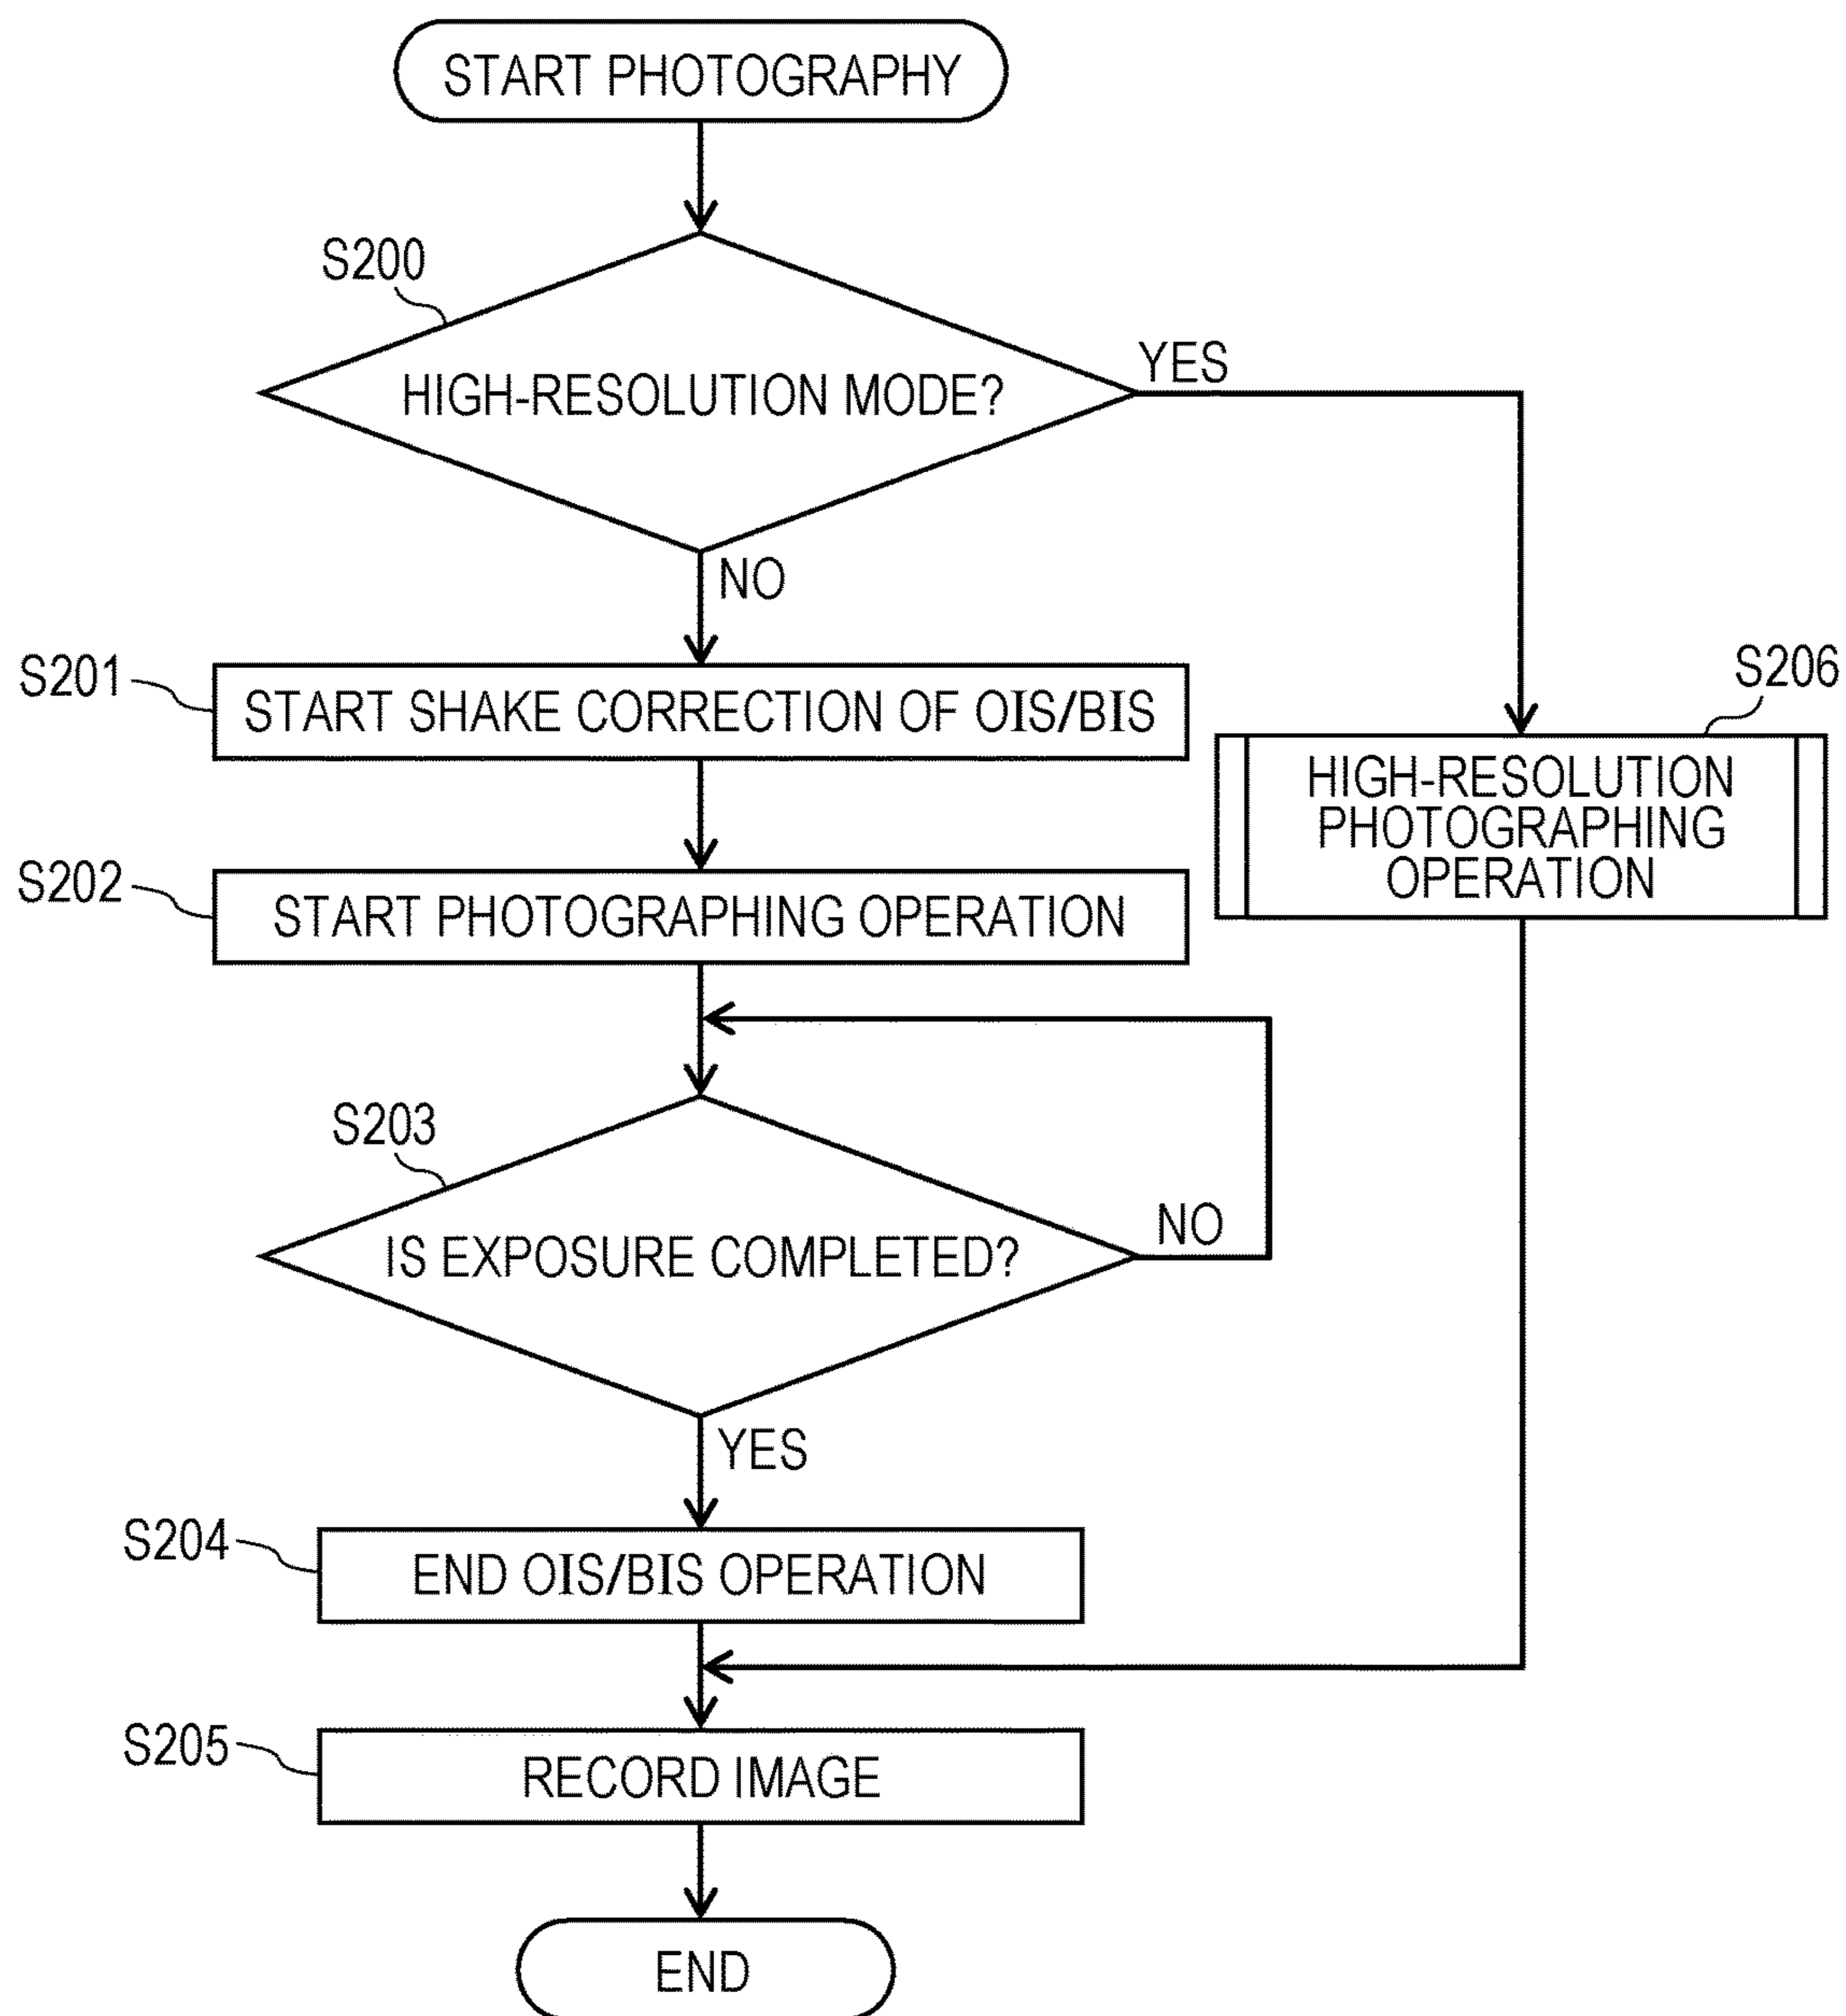 START PHOTOGRAPHY
S200
HIGH-RESOLUTION MODE?
YES
NO
S201
START SHAKE CORRECTION OF OIS/BIS
S206
HIGH-RESOLUTION
PHOTOGRAPHING
OPERATION
S202
START PHOTOGRAPHING OPERATION
S203
IS EXPOSURE COMPLETED?
NO
YES
S204
END OIS/BIS OPERATION
S205
RECORD IMAGE
END